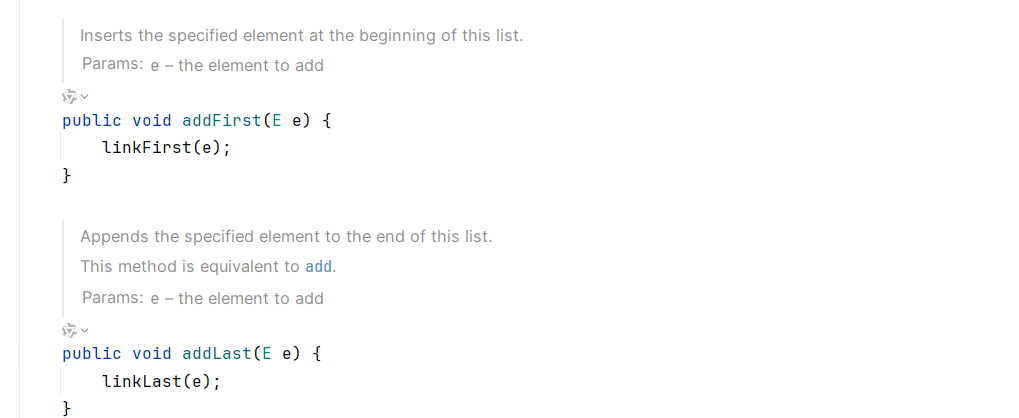 Inserts the specified element at the beginning of this list.
Params: e – the element to add
public void addFirst(E e) {
linkFirst(e);
}
Appends the specified element to the end of this list.
This method is equivalent to add.
Params: e – the element to add
public void addLast(E e) {
linkLast(e);
}